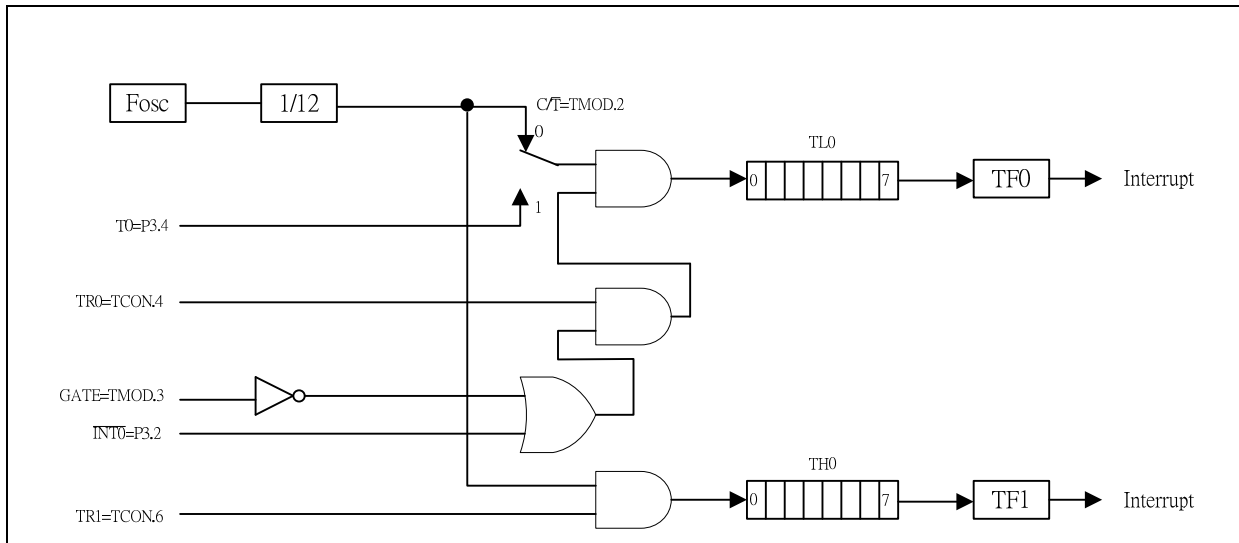 Fosc
1/12
C/T̅=TMOD.2
0
1
T0=P3.4
TL0
0 7
TF0
Interrupt
TR0=TCON.4
GATE=TMOD.3
I̅N̅T̅0̅=P3.2
TH0
0 7
TF1
Interrupt
TR1=TCON.6